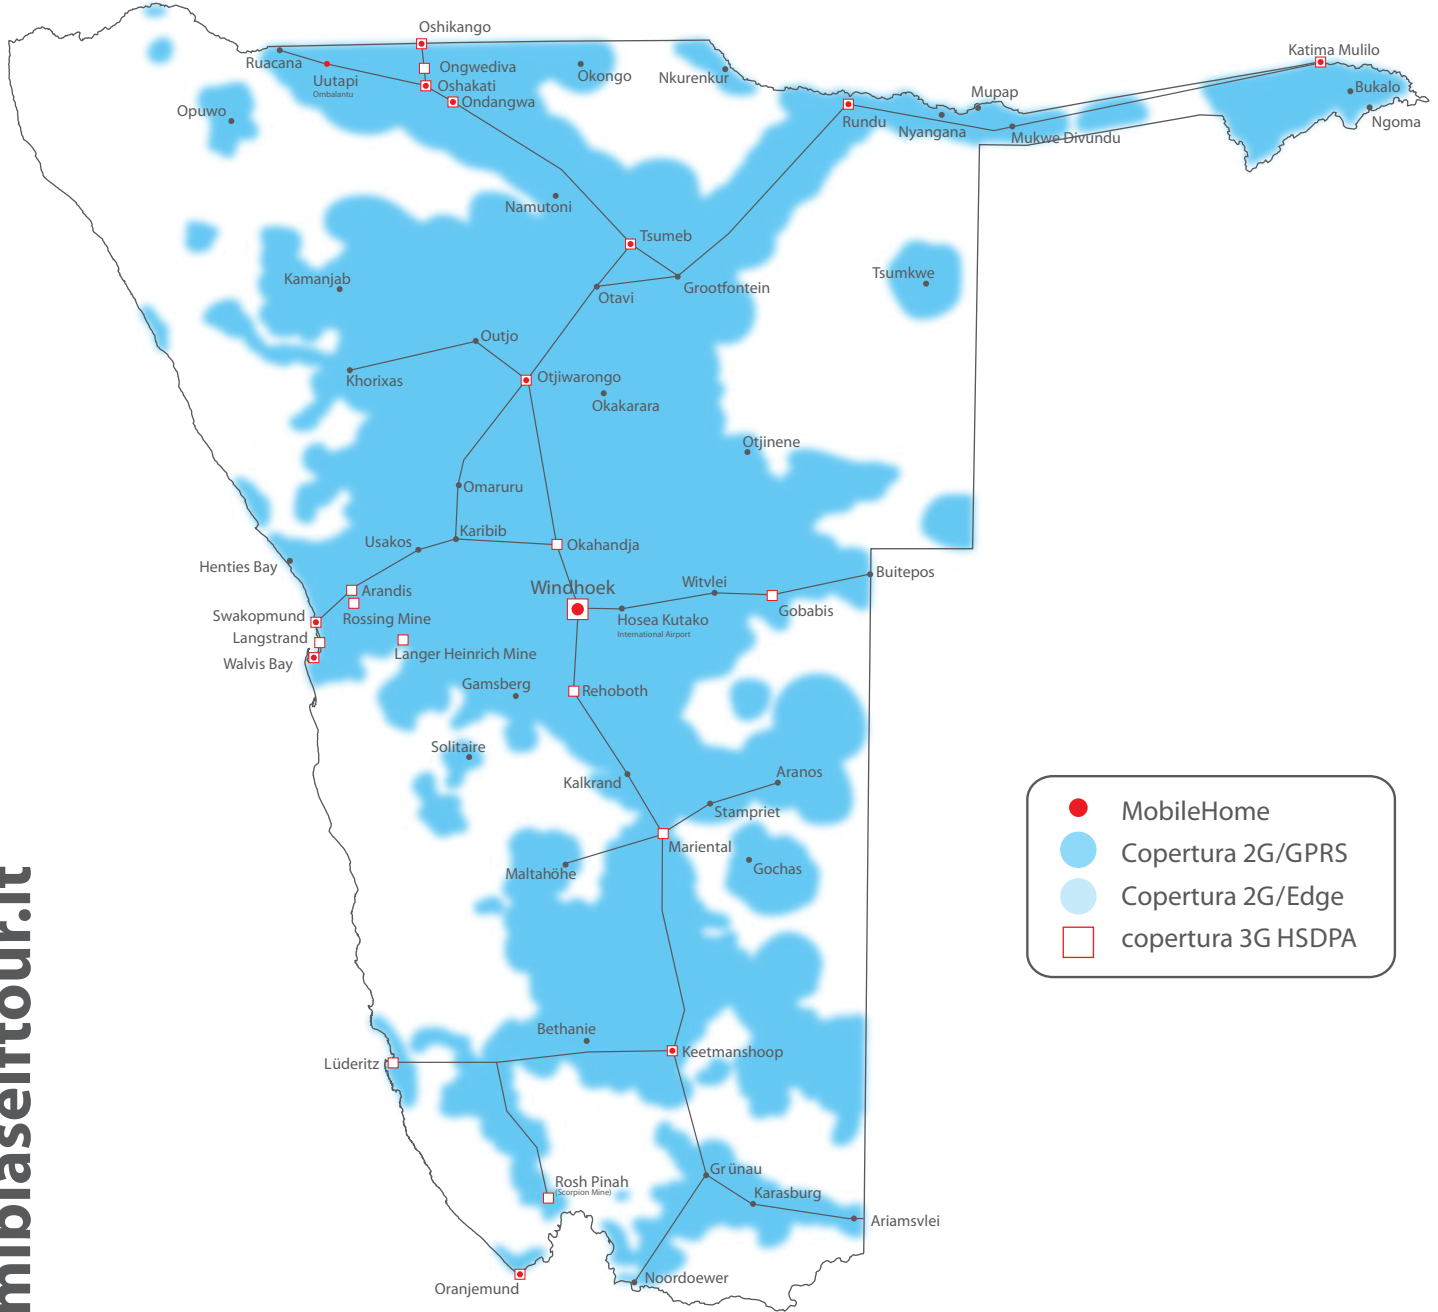 Oshikango
Ruacana
Uutapi
Ombalantu
Ongwediva
Oshakati
Ondangwa
Okongo
Nkurenkur
Katima Mulilo
Bukalo
Ngoma
Opuwo
Rundu
Nyangana
Mupap
Mukwe Divundu
Namutoni
Tsumeb
Tsumkwe
Kamanjab
Grootfontein
Otavi
Outjo
Khorixas
Otjiwarongo
Okakarara
Otjinene
Omaruru
Karibib
Usakos
Okahandja
Henties Bay
Buitepos
Arandis
Windhoek
Witvlei
Gobabis
Swakopmund
Rossing Mine
Hosea Kutako
International Airport
Langstrand
Walvis Bay
Langer Heinrich Mine
Gamsberg
Rehoboth
Solitaire
Kalkrand
Aranos
Stampriet
Mariental
Maltahöhe
Gochas
Bethanie
Keetmanshoop
Lüderitz
Rosh Pinah
(Scorpion Mine)
Gr ünau
Karasburg
Ariamsvlei
Oranjemund
Noordoewer
MobileHome
Copertura 2G/GPRS
Copertura 2G/Edge
copertura 3G HSDPA
mibiaselftour.it